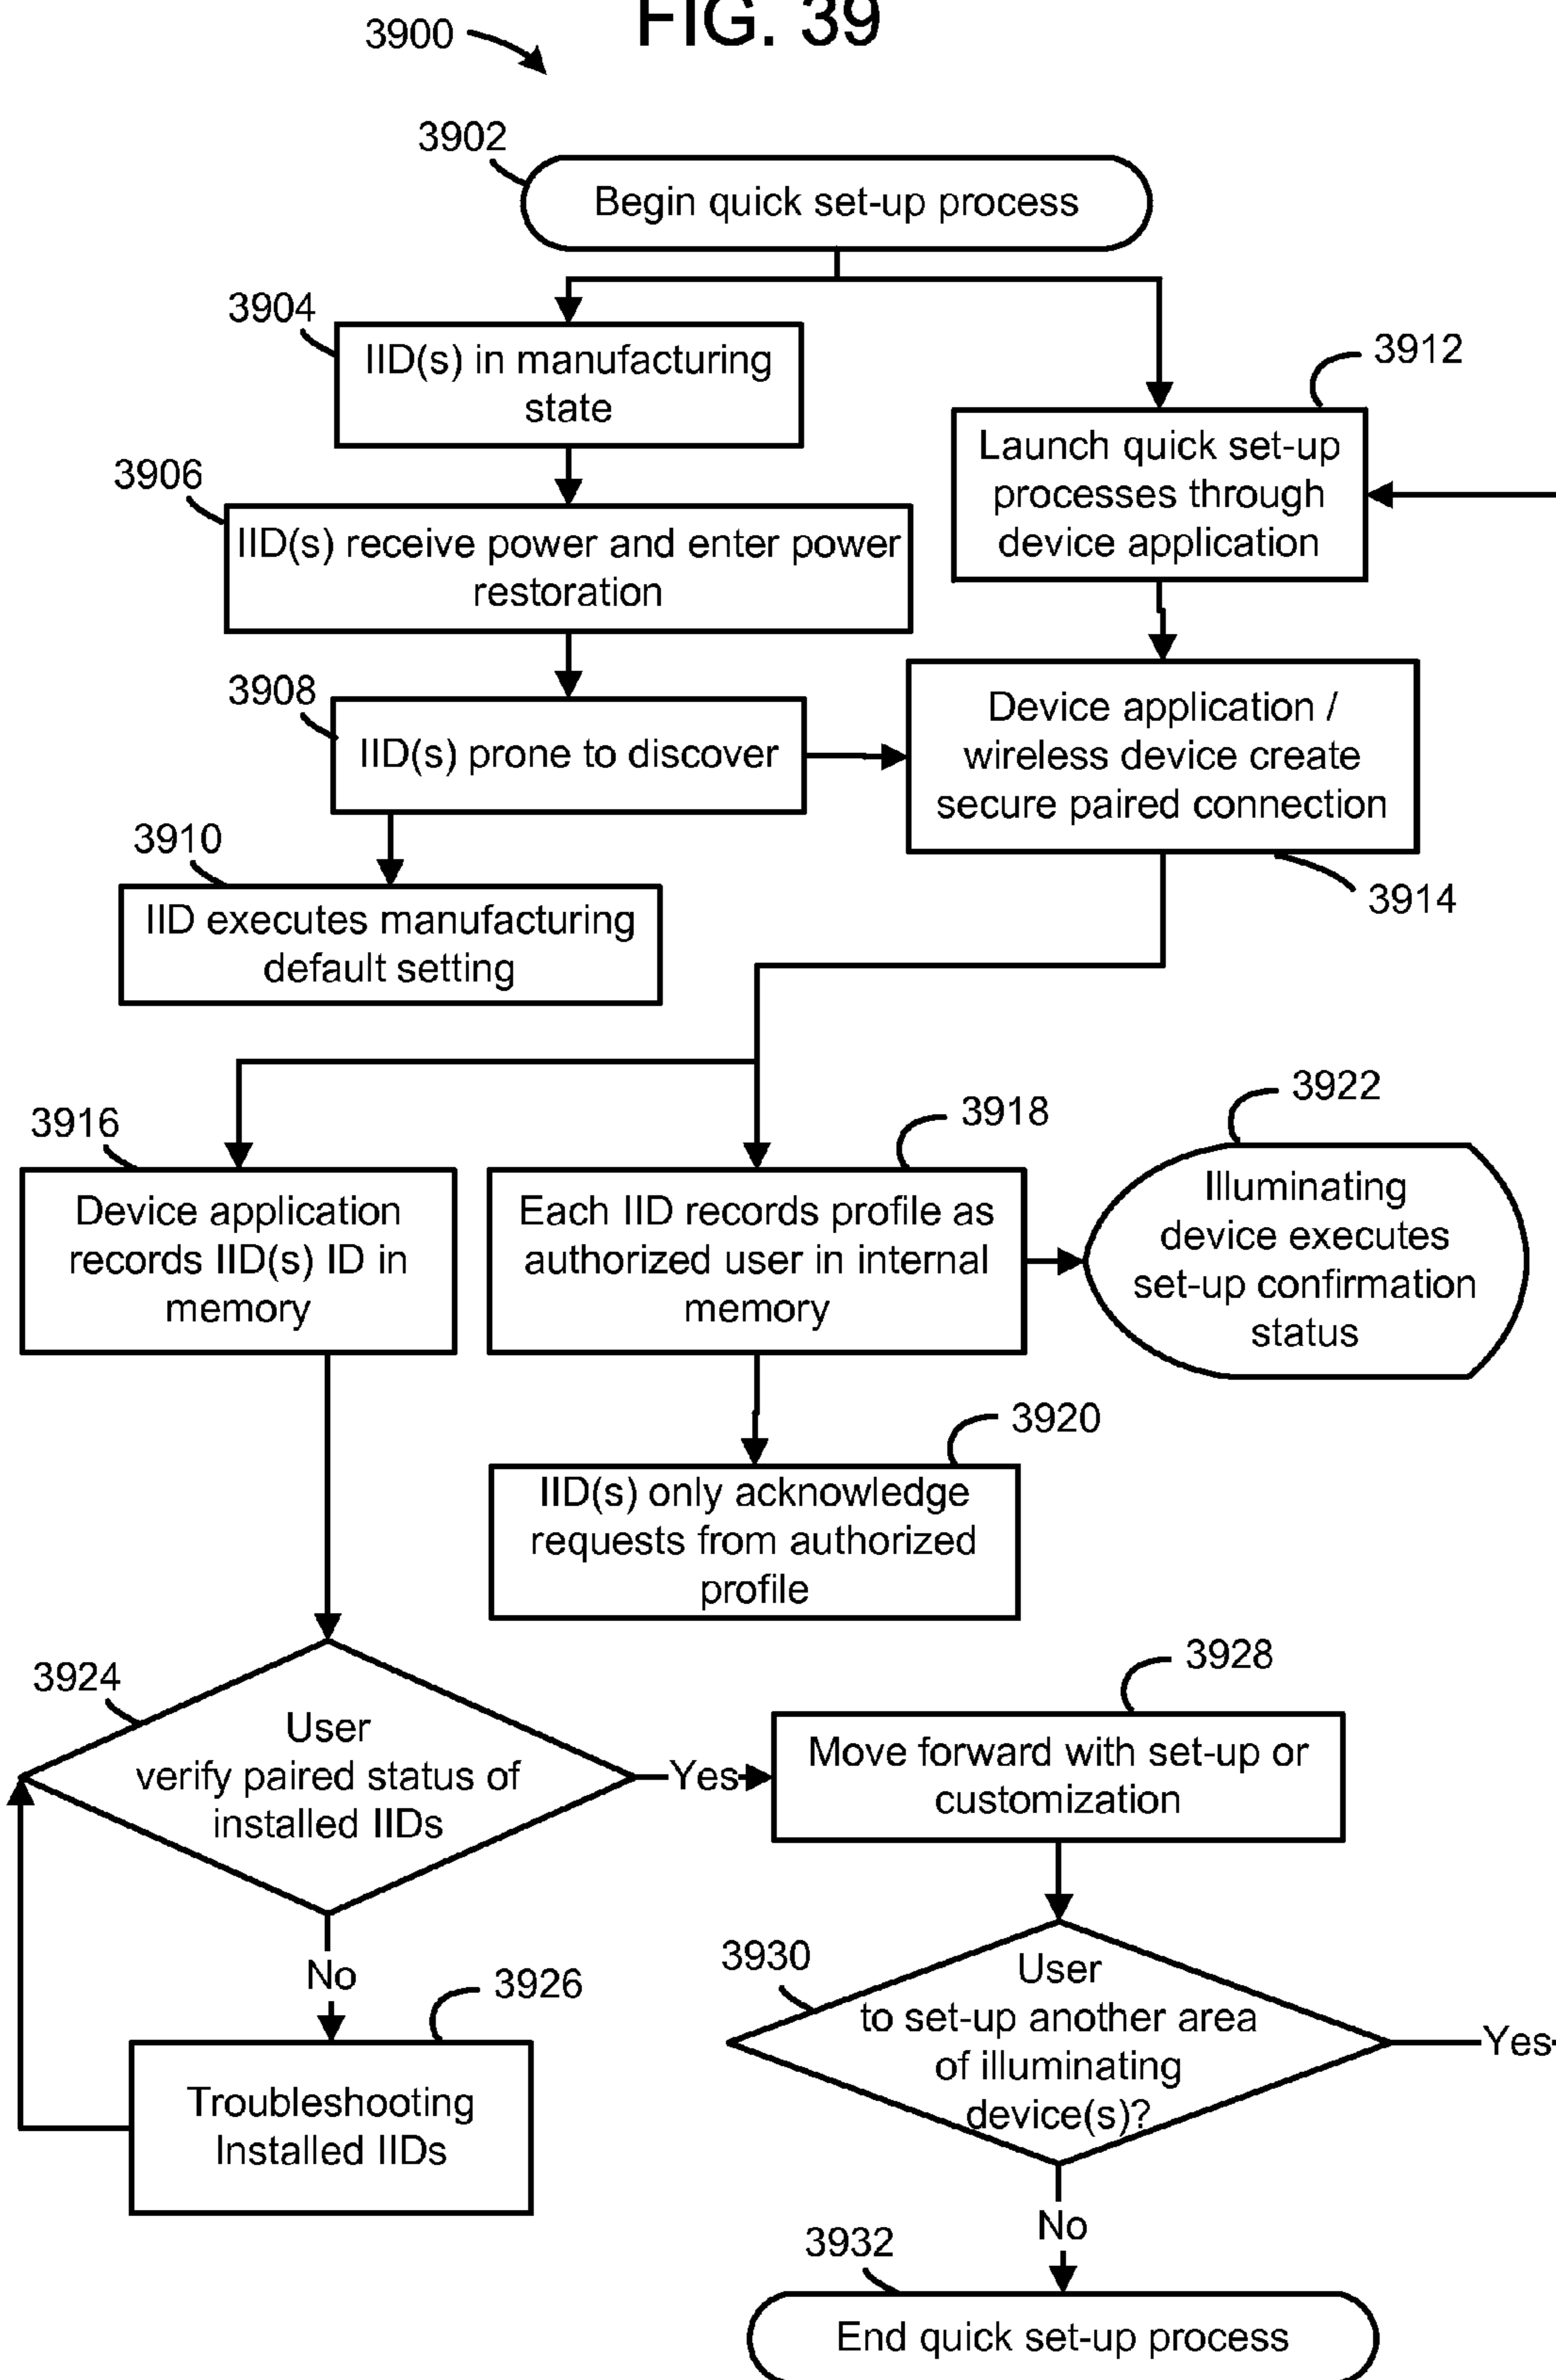 FIG. 39
3900
3902
Begin quick set-up process
3904
IID(s) in manufacturing
state
3912
Launch quick set-up
processes through
device application
3906
IID(s) receive power and enter power
restoration
3908
IID(s) prone to discover
Device application /
wireless device create
secure paired connection
3914
3910
IID executes manufacturing
default setting
3916
Device application
records IID(s) ID in
memory
3918
Each IID records profile as
authorized user in internal
memory
3922
Illuminating
device executes
set-up confirmation
status
3920
IID(s) only acknowledge
requests from authorized
profile
3924
User
verify paired status of
installed IIDs
Yes
3928
Move forward with set-up or
customization
No
3926
Troubleshooting
Installed IIDs
3930
User
to set-up another area
of illuminating
device(s)?
Yes
No
3932
End quick set-up process